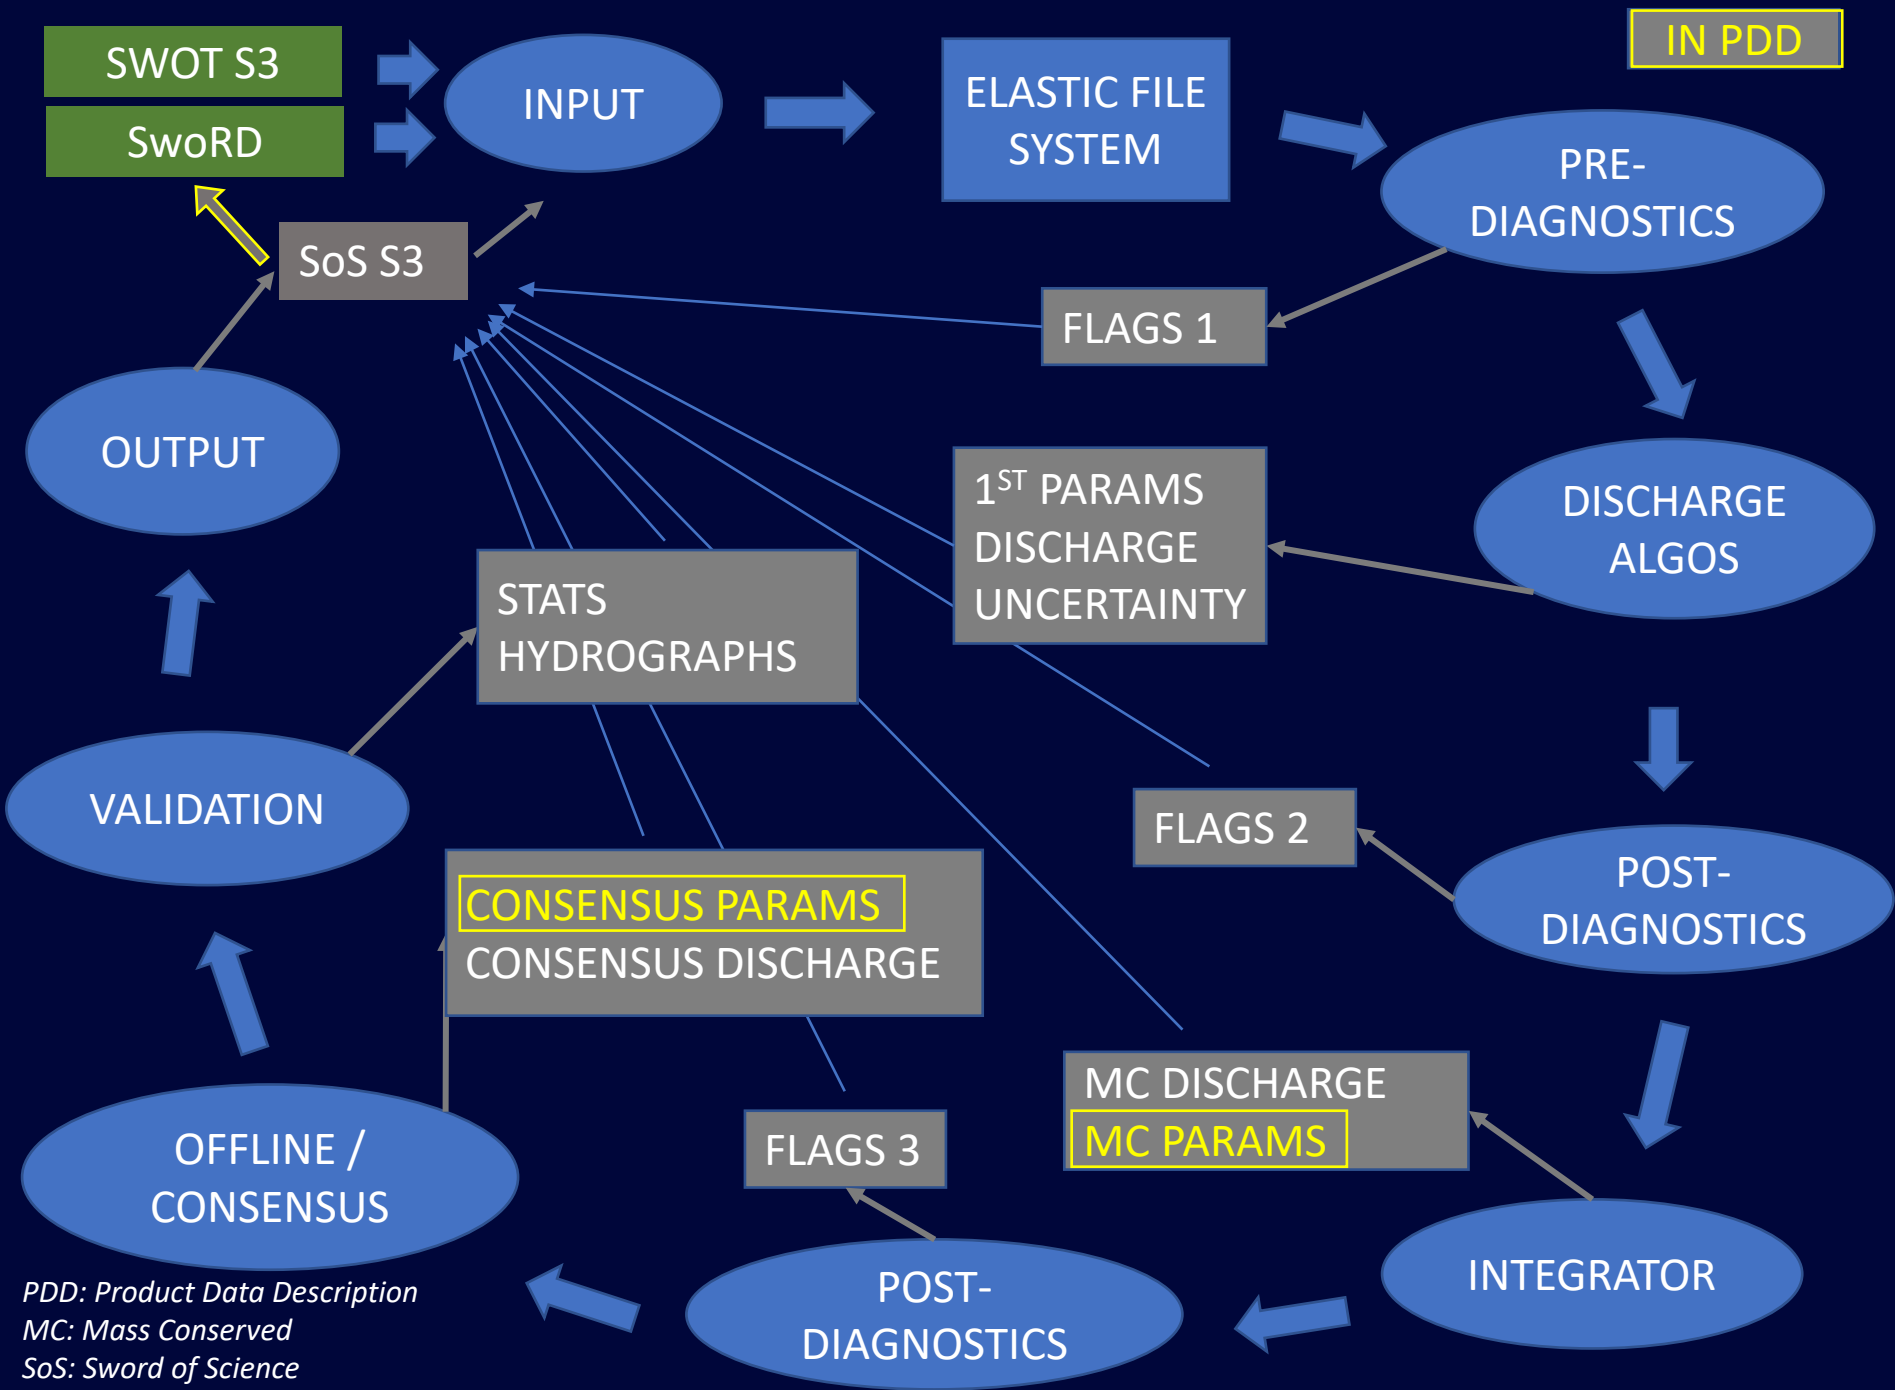 SWOT S3
INPUT
ELASTIC FILE
SYSTEM
IN PDD
SwoRD
PRE-
DIAGNOSTICS
SoS S3
FLAGS 1
OUTPUT
1ST PARAMS
DISCHARGE
UNCERTAINTY
DISCHARGE
ALGOS
STATS
HYDROGRAPHS
VALIDATION
FLAGS 2
POST-
DIAGNOSTICS
CONSENSUS PARAMS
CONSENSUS DISCHARGE
MC DISCHARGE
MC PARAMS
OFFLINE /
CONSENSUS
FLAGS 3
INTEGRATOR
POST-
DIAGNOSTICS
PDD: Product Data Description
MC: Mass Conserved
SoS: Sword of Science